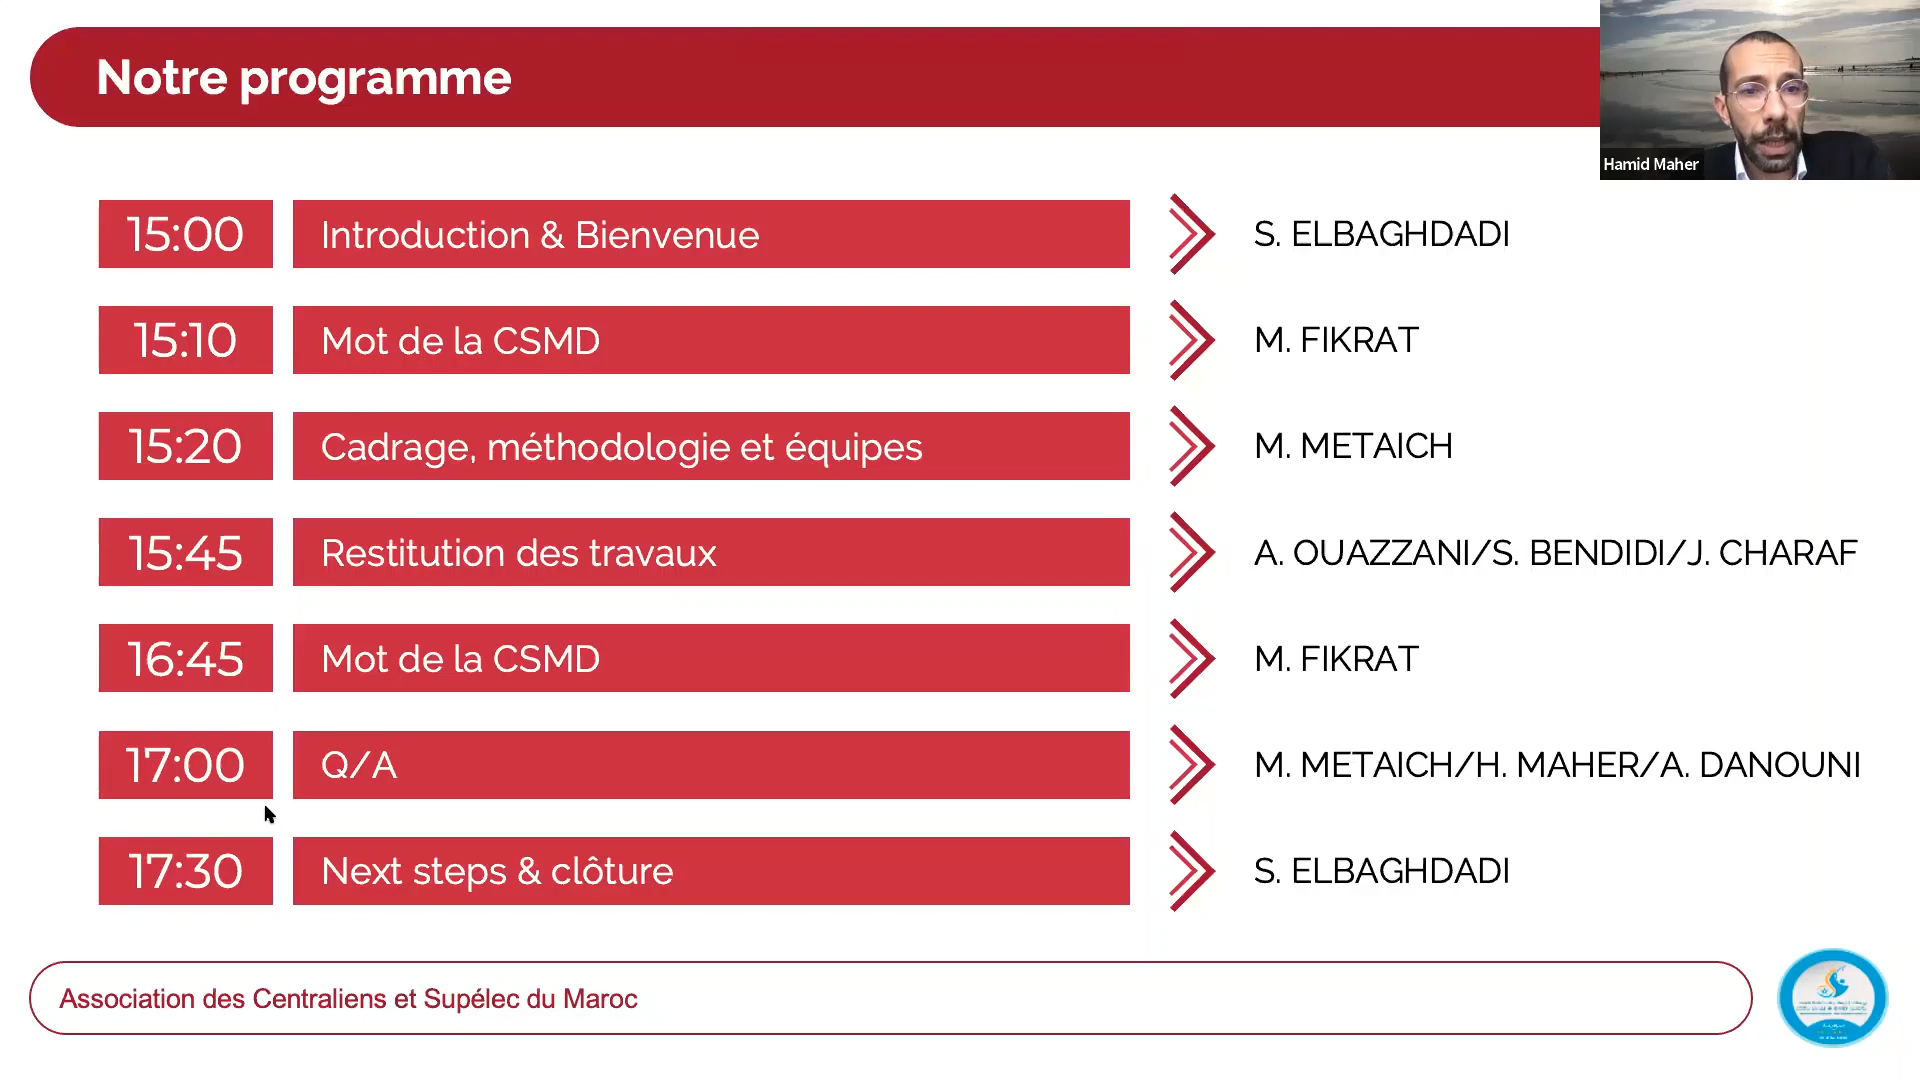 Notre programme
Hamid Maher
15:00 Introduction & Bienvenue S. ELBAGHDADI
15:10 Mot de la CSMD M. FIKRAT
15:20 Cadrage, méthodologie et équipes M. METAICH
15:45 Restitution des travaux A. OUAZZANI/S. BENDIDI/J. CHARAF
16:45 Mot de la CSMD M. FIKRAT
17:00 Q/A M. METAICH/H. MAHER/A. DANOUNI
17:30 Next steps & clôture S. ELBAGHDADI
Association des Centraliens et Supélec du Maroc